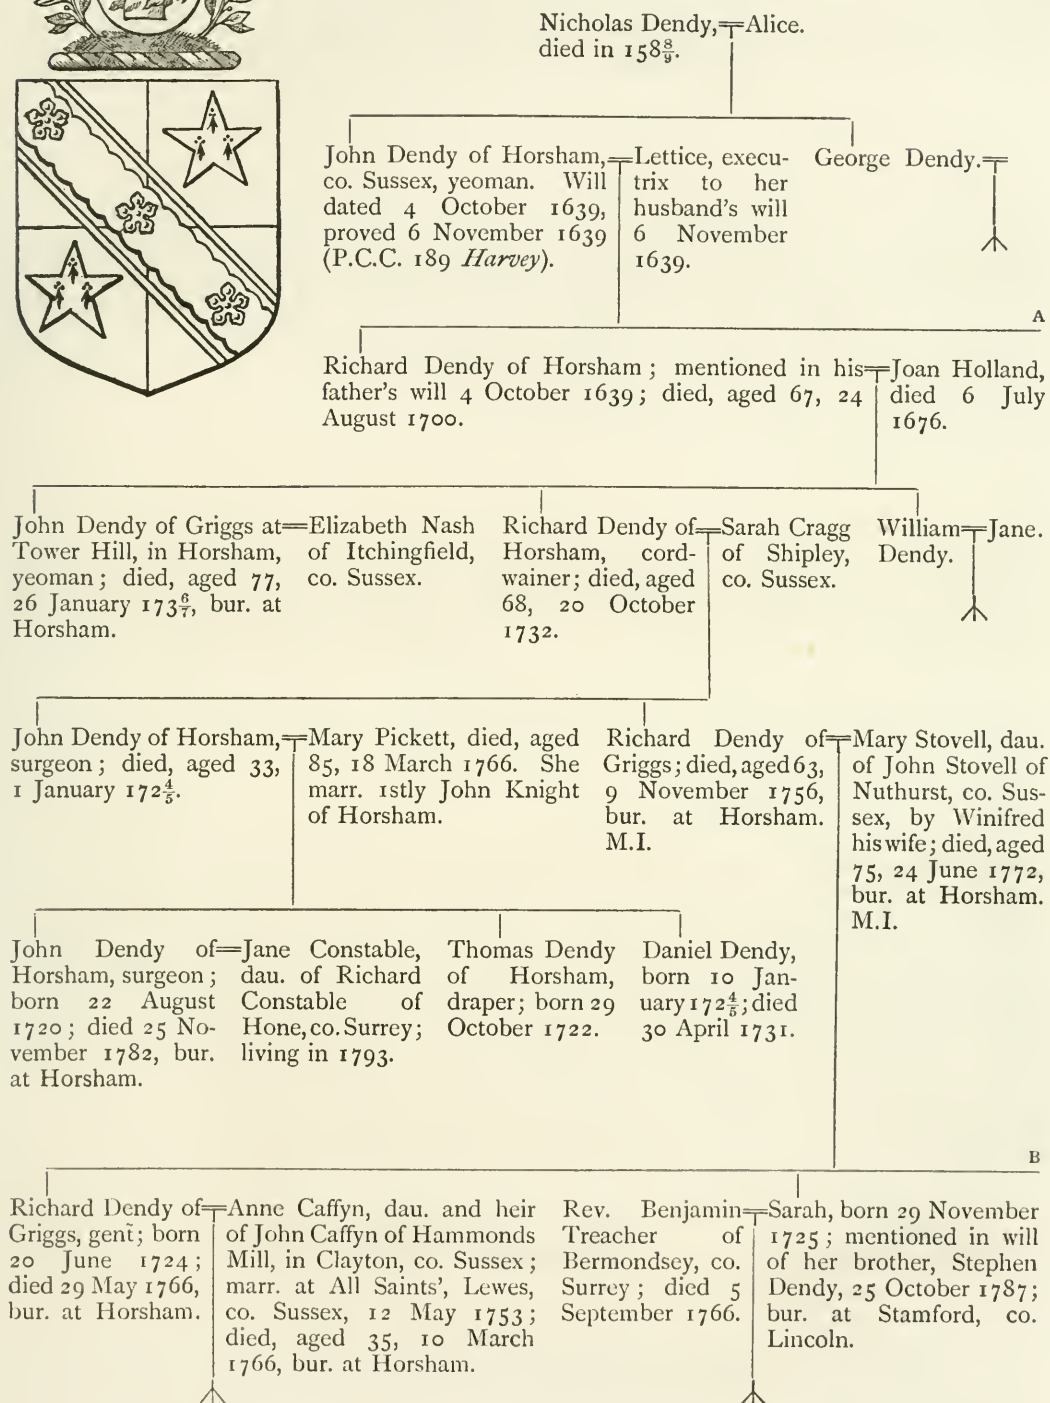 Nicholas Dendy,=Alice.
died in 158 8/9.
John Dendy of Horsham,=
co. Sussex, yeoman. Will
dated 4 October 1639,
proved 6 November 1639
(P.C.C. 189 Harvey).
Lettice, execu-
trix to her
husband's will
6 November
1639.
George Dendy.=
A
Richard Dendy of Horsham; mentioned in his=
father's will 4 October 1639; died, aged 67, 24
August 1700.
Joan Holland,
died 6 July
1676.
John Dendy of Griggs at=
Tower Hill, in Horsham,
yeoman; died, aged 77,
26 January 173 6/7, bur. at
Horsham.
Elizabeth Nash
of Itchingfield,
co. Sussex.
Richard Dendy of=
Horsham, cord-
wainer; died, aged
68, 20 October
1732.
Sarah Cragg
of Shipley,
co. Sussex.
William=Jane.
Dendy.
John Dendy of Horsham,=
surgeon; died, aged 33,
1 January 172 4/5.
Mary Pickett, died, aged
85, 18 March 1766. She
marr. 1stly John Knight
of Horsham.
Richard Dendy of=
Griggs; died, aged 63,
9 November 1756,
bur. at Horsham.
M.I.
Mary Stovell, dau.
of John Stovell of
Nuthurst, co. Sus-
sex, by Winifred
his wife; died, aged
75, 24 June 1772,
bur. at Horsham.
M.I.
John Dendy of=
Horsham, surgeon;
born 22 August
1720; died 25 No-
vember 1782, bur.
at Horsham.
Jane Constable,
dau. of Richard
Constable of
Hone, co. Surrey;
living in 1793.
Thomas Dendy
of Horsham,
draper; born 29
October 1722.
Daniel Dendy,
born 10 Jan-
uary 172 4/5; died
30 April 1731.
B
Richard Dendy of=
Griggs, gent̃; born
20 June 1724;
died 29 May 1766,
bur. at Horsham.
Anne Caffyn, dau. and heir
of John Caffyn of Hammonds
Mill, in Clayton, co. Sussex;
marr. at All Saints', Lewes,
co. Sussex, 12 May 1753;
died, aged 35, 10 March
1766, bur. at Horsham.
Rev. Benjamin=
Treacher of
Bermondsey, co.
Surrey; died 5
September 1766.
Sarah, born 29 November
1725; mentioned in will
of her brother, Stephen
Dendy, 25 October 1787;
bur. at Stamford, co.
Lincoln.